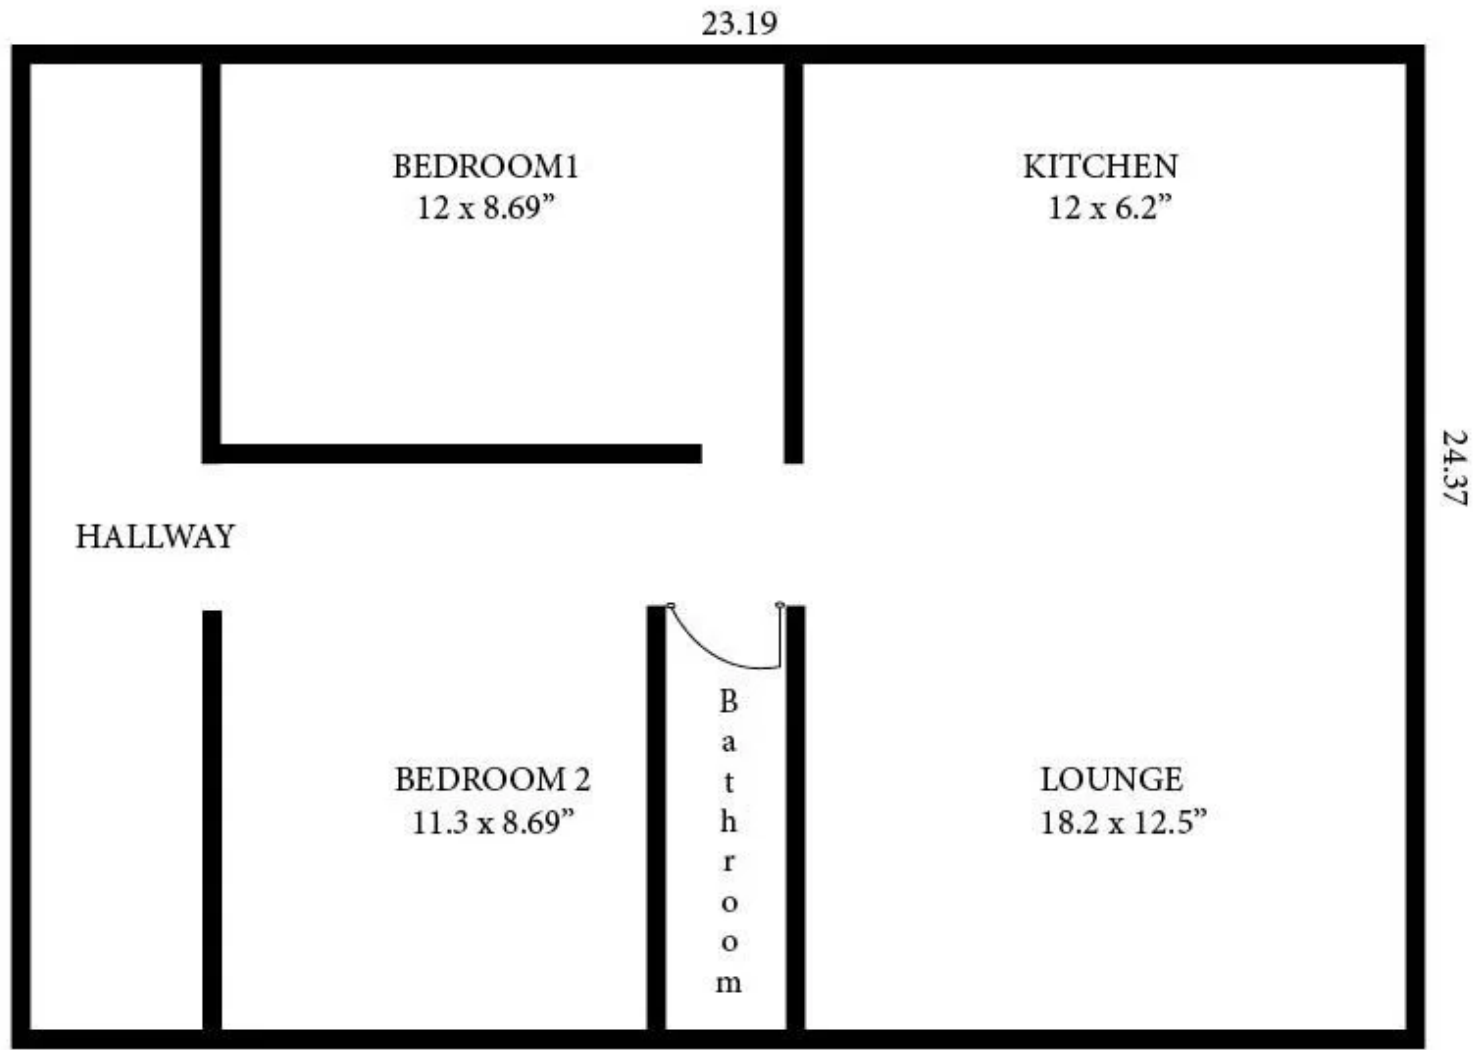 23.19
BEDROOM1
12 x 8.69”
KITCHEN
12 x 6.2”
24.37
HALLWAY
BEDROOM 2
11.3 x 8.69”
Bathroom
LOUNGE
18.2 x 12.5”